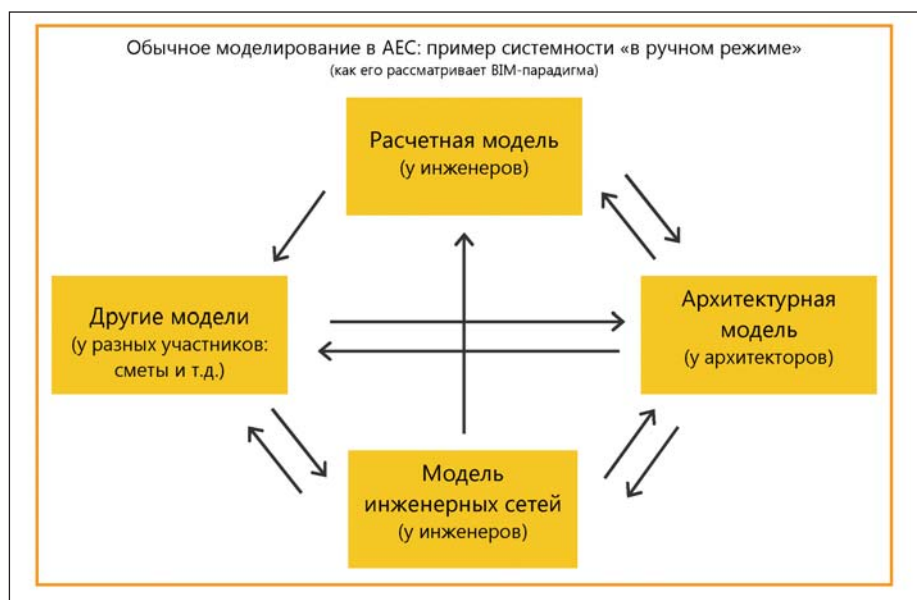 Обычное моделирование в АЕС: пример системности «в ручном режиме»
(как его рассматривает BIM-парадигма)
Расчетная модель
(у инженеров)
Другие модели
(у разных участников:
сметы и т.д.)
Архитектурная
модель
(у архитекторов)
Модель
инженерных сетей
(у инженеров)